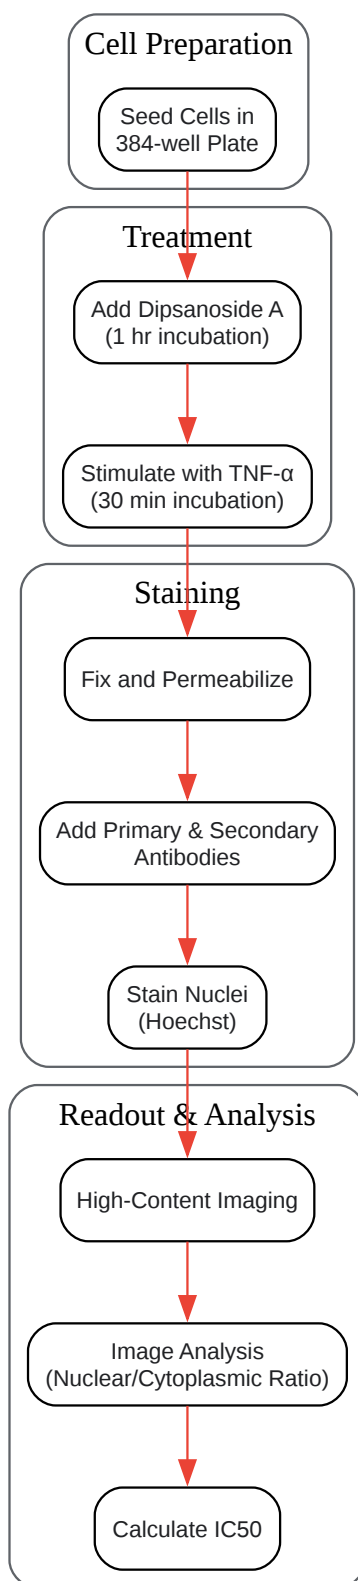 Cell Preparation
Seed Cells in
384-well Plate
Treatment
Add Dipsanoside A
(1 hr incubation)
Stimulate with TNF-α
(30 min incubation)
Staining
Fix and Permeabilize
Add Primary & Secondary
Antibodies
Stain Nuclei
(Hoechst)
Readout & Analysis
High-Content Imaging
Image Analysis
(Nuclear/Cytoplasmic Ratio)
Calculate IC50